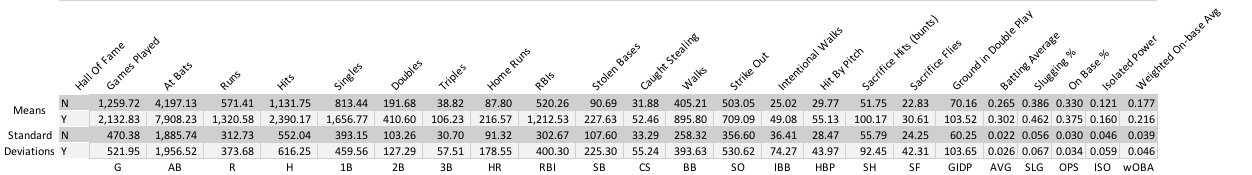 Hall Of Fame Games Played At Bats Runs Hits Singles Doubles Triples Home Runs RBIs Stolen Bases Caught Stealing Walks Strike Out Intentional Walks Hit By Pitch Sacrifice Hits (bunts) Sacrifice Flies Ground in Double Play Batting Average Slugging % On Base % Isolated Power Weighted On-base Avg
Means N 1,259.72 4,197.13 571.41 1,131.75 813.44 191.68 38.82 87.80 520.26 90.69 31.88 405.21 503.05 25.02 29.77 51.75 22.83 70.16 0.265 0.386 0.330 0.121 0.177
Y 2,132.83 7,908.23 1,320.58 2,390.17 1,656.77 410.60 106.23 216.57 1,212.53 227.63 52.46 895.80 709.09 49.08 55.13 100.17 30.61 103.52 0.302 0.462 0.375 0.160 0.216
Standard N 470.38 1,885.74 312.73 552.04 393.15 103.26 30.70 91.32 302.67 107.60 33.29 258.32 356.60 36.41 28.47 55.79 24.25 60.25 0.022 0.056 0.030 0.046 0.039
Deviations Y 521.95 1,956.52 373.68 616.25 459.56 127.29 57.51 178.55 400.30 225.30 55.24 393.63 530.62 74.27 43.97 92.45 42.31 103.65 0.026 0.067 0.034 0.059 0.046
G AB R H 1B 2B 3B HR RBI SB CS BB SO IBB HBP SH SF GIDP AVG SLG OPS ISO wOBA